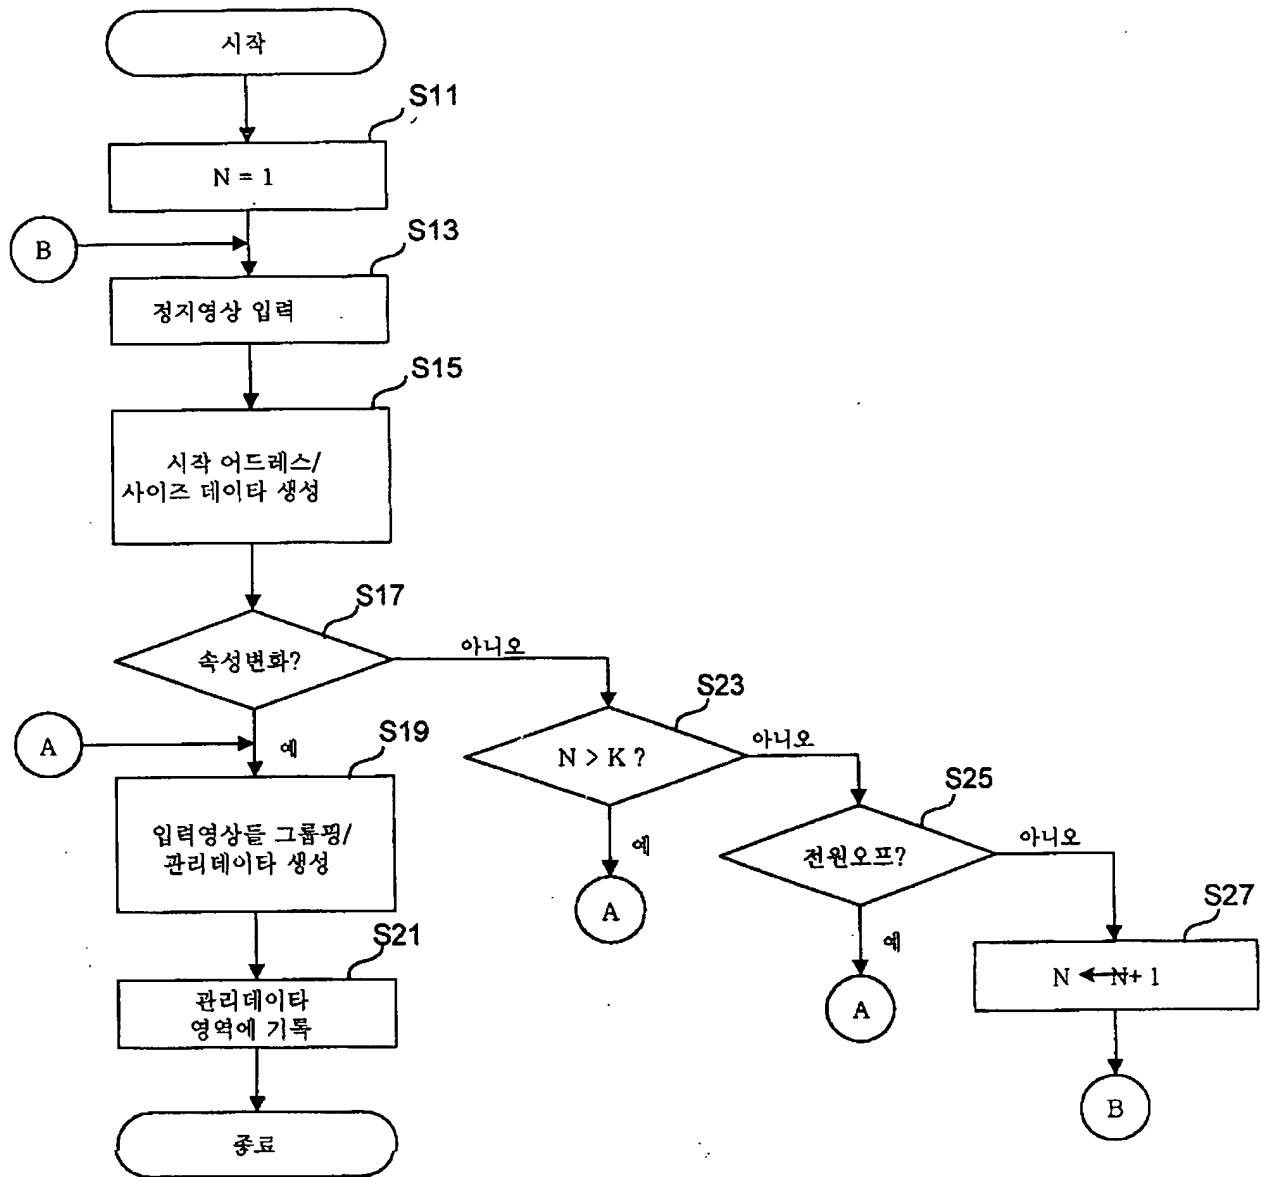 시작
S11
N = 1
B
S13
정지영상 입력
S15
시작 어드레스/
사이즈 데이타 생성
S17
속성변화?
아니오
S23
N > K ?
아니오
A
예
S19
S25
입력영상들 그룹핑/
관리데이타 생성
예
전원오프?
아니오
A
S27
S21
예
N ← N+ 1
관리데이타
영역에 기록
A
B
종료